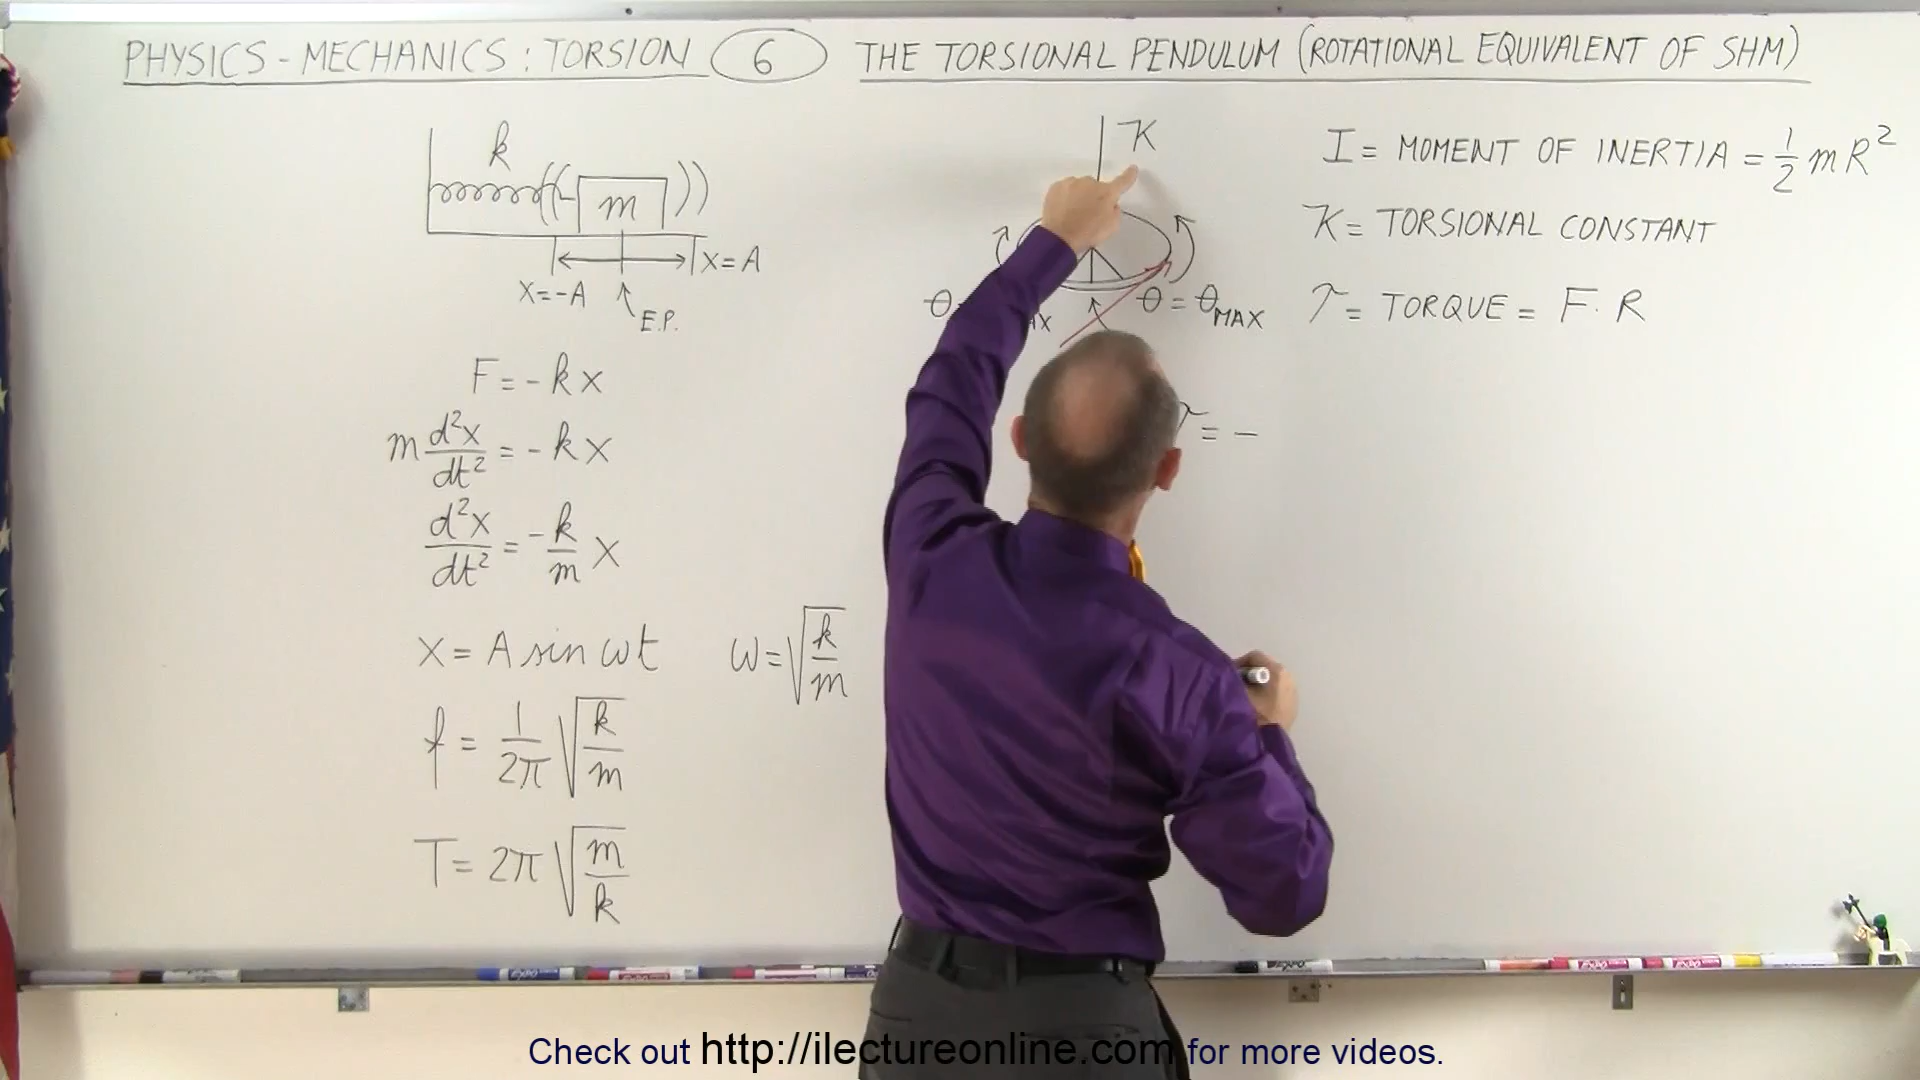 PHYSICS - MECHANICS : TORSION 6 THE TORSIONAL PENDULUM (ROTATIONAL EQUIVALENT OF SHM)
k
m
x = A
x = -A
E.P.
F = -kx
m d²x/dt² = -kx
d²x/dt² = -k/m x
x = A sin ωt ω = √(k/m)
f = 1/2π √(k/m)
T = 2π √(m/k)
K
θ
AX
θ = θMAX
τ = -
I = MOMENT OF INERTIA = 1/2 mR²
K = TORSIONAL CONSTANT
τ = TORQUE = F · R
Check out http://ilectureonline.com for more videos.